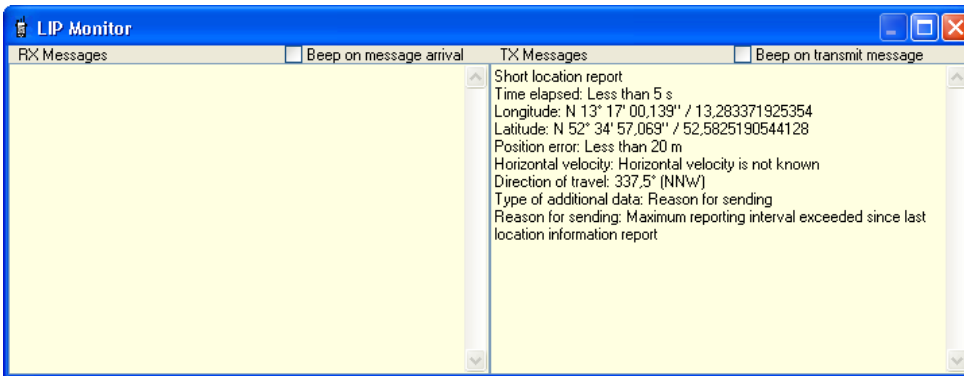 LIP Monitor
RX Messages
Beep on message arrival
TX Messages
Beep on transmit message
Short location report
Time elapsed: Less than 5 s
Longitude: N 13° 17' 00,139'' / 13,283371925354
Latitude: N 52° 34' 57,069'' / 52,5825190544128
Position error: Less than 20 m
Horizontal velocity: Horizontal velocity is not known
Direction of travel: 337,5° (NNW)
Type of additional data: Reason for sending
Reason for sending: Maximum reporting interval exceeded since last
location information report